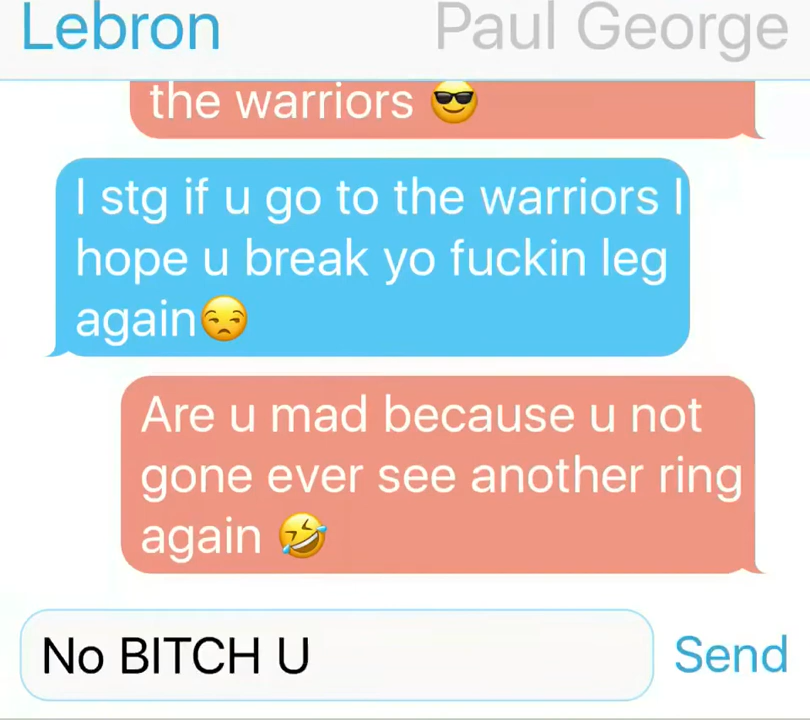 Lebron Paul George
the warriors 😎
I stg if u go to the warriors I
hope u break yo fuckin leg
again😒
Are u mad because u not
gone ever see another ring
again 🤣
No BITCH U Send